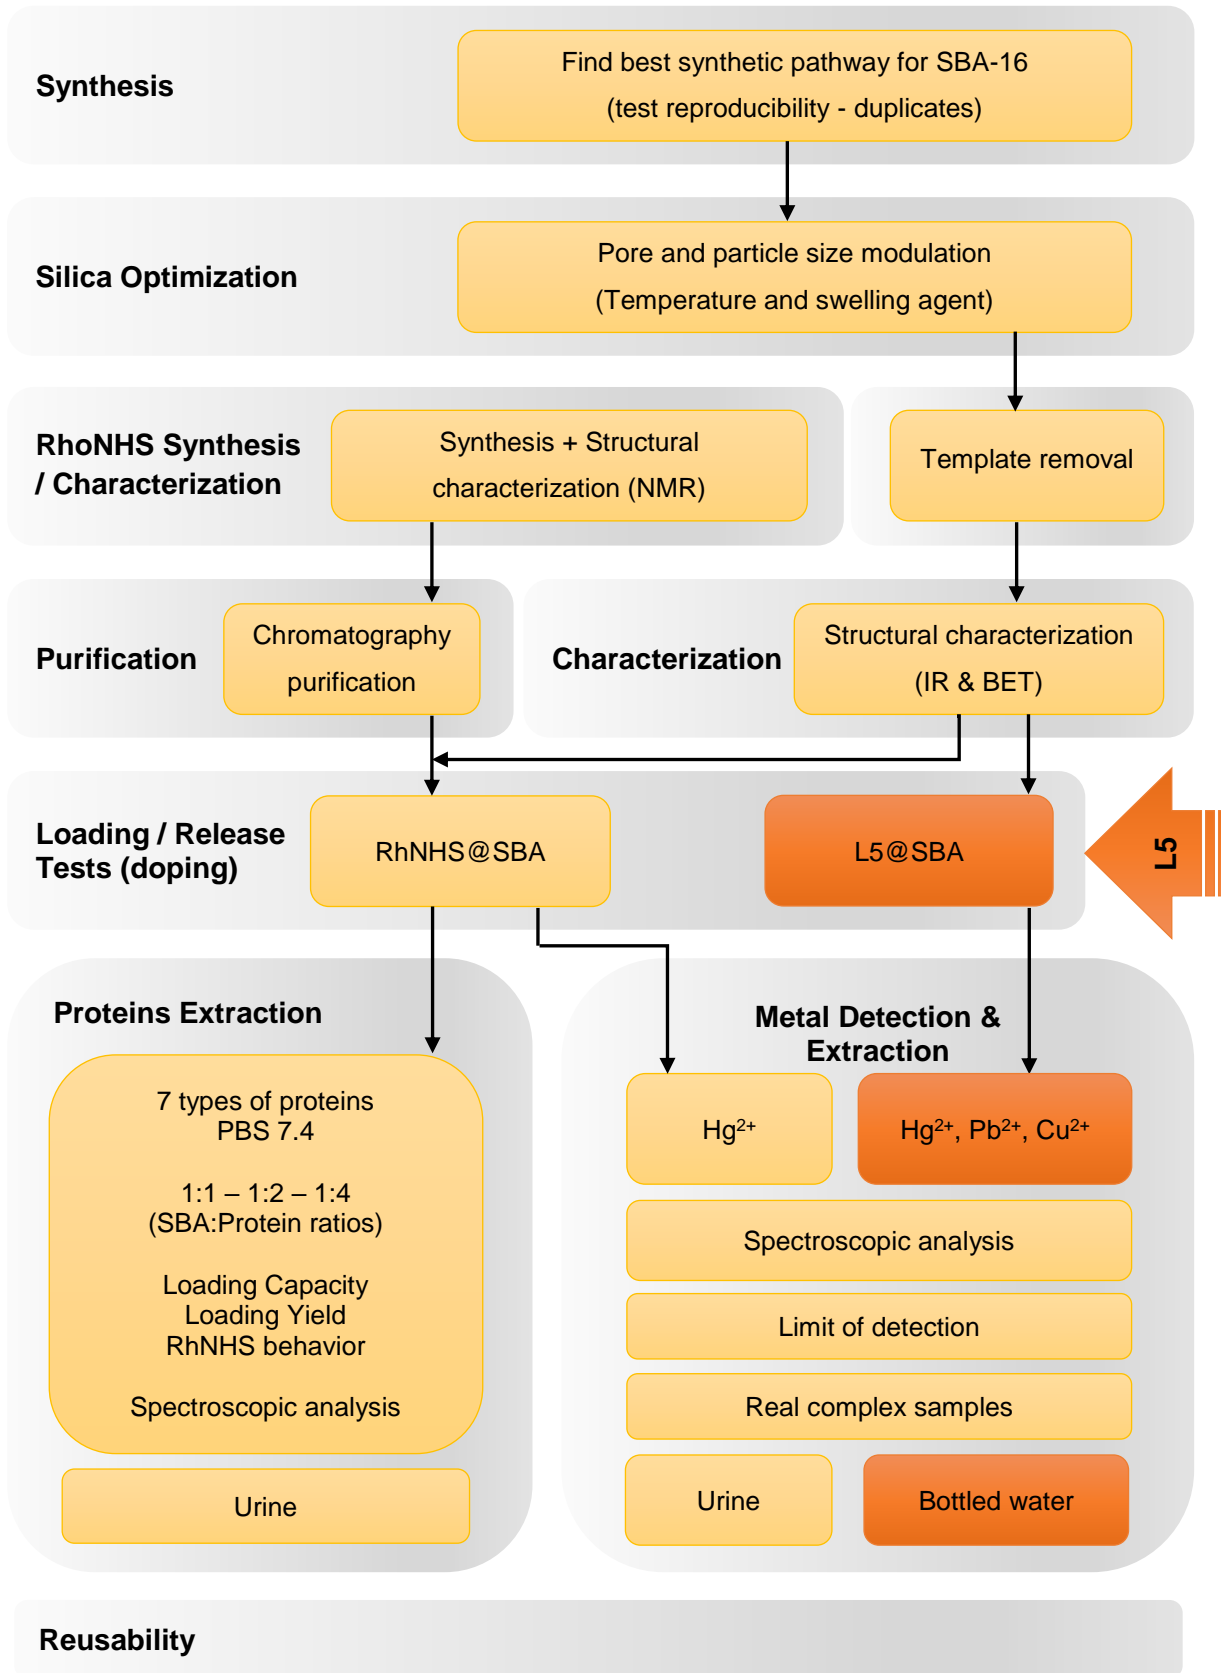 Synthesis
Find best synthetic pathway for SBA-16
(test reproducibility - duplicates)
Silica Optimization
Pore and particle size modulation
(Temperature and swelling agent)
RhoNHS Synthesis
/ Characterization
Synthesis + Structural
characterization (NMR)
Template removal
Purification
Chromatography
purification
Characterization
Structural characterization
(IR & BET)
Loading / Release
Tests (doping)
RhNHS@SBA
L5@SBA
L5
Proteins Extraction
7 types of proteins
PBS 7.4
1:1 – 1:2 – 1:4
(SBA:Protein ratios)
Loading Capacity
Loading Yield
RhNHS behavior
Spectroscopic analysis
Urine
Metal Detection &
Extraction
Hg²⁺
Hg²⁺, Pb²⁺, Cu²⁺
Spectroscopic analysis
Limit of detection
Real complex samples
Urine
Bottled water
Reusability